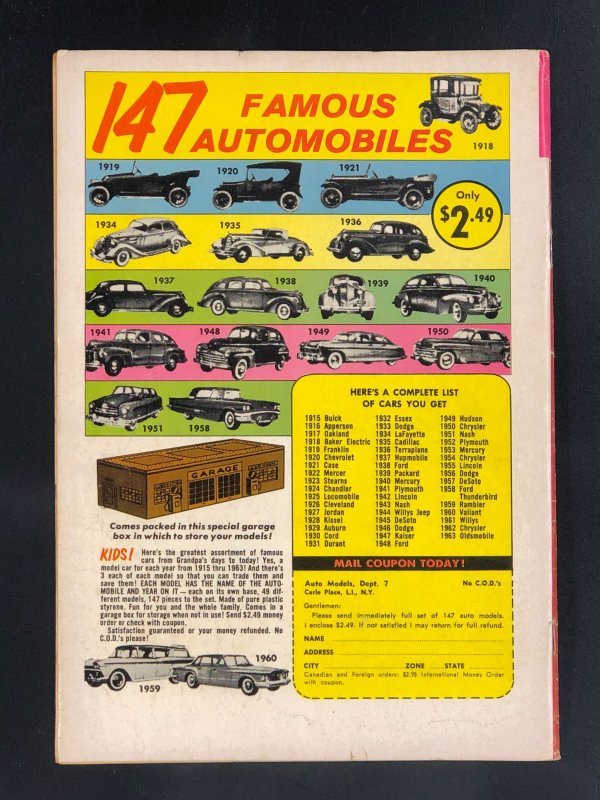 147 FAMOUS
AUTOMOBILES
1918
1919
1920
1921
Only
$2.49
1934
1935
1936
1937
1938
1939
1940
1941
1948
1949
1950
1951
1958
GARAGE
HERE'S A COMPLETE LIST
OF CARS YOU GET
1915 Buick
1916 Apperson
1917 Oakland
1918 Baker Electric
1919 Franklin
1920 Chevrolet
1921 Case
1922 Mercer
1923 Stearns
1924 Chandler
1925 Locomobile
1926 Cleveland
1927 Jordan
1928 Kissel
1929 Auburn
1930 Cord
1931 Durant
1932 Essex
1933 Dodge
1934 LaFayette
1935 Cadillac
1936 Terraplane
1937 Hupmobile
1938 Ford
1939 Packard
1940 Mercury
1941 Plymouth
1942 Lincoln
1943 Nash
1944 Willys Jeep
1945 DeSoto
1946 Dodge
1947 Kaiser
1948 Ford
1949 Hudson
1950 Chrysler
1951 Nash
1952 Plymouth
1953 Mercury
1954 Chrysler
1955 Lincoln
1956 Dodge
1957 DeSoto
1958 Ford
Thunderbird
1959 Rambler
1960 Valiant
1961 Willys
1962 Chrysler
1963 Oldsmobile
Comes packed in this special garage
box in which to store your models!
KIDS! Here's the greatest assortment of famous
cars from Grandpa's days to today! Yes, a
model car for each year from 1915 thru 1963! And there's
3 each of each model so that you can trade them and
save them! EACH MODEL HAS THE NAME OF THE AUTO-
MOBILE AND YEAR ON IT — each on its own base, 49 dif-
ferent models, 147 pieces to the set. Made of pure plastic
styrene. Fun for you and the whole family. Comes in a
garage box for storage when not in use! Send $2.49 money
order or check with coupon.
Satisfaction guaranteed or your money refunded. No
C.O.D.'s please!
1959
1960
MAIL COUPON TODAY!
Auto Models, Dept. 7 No C.O.D.'s
Carle Place, L.I., N.Y.
Gentlemen:
Please send immediately full set of 147 auto models.
I enclose $2.49. If not satisfied I may return for full refund.
NAME
ADDRESS
CITY ZONE STATE
Canadian and Foreign orders: $2.98 International Money Order
with coupon.